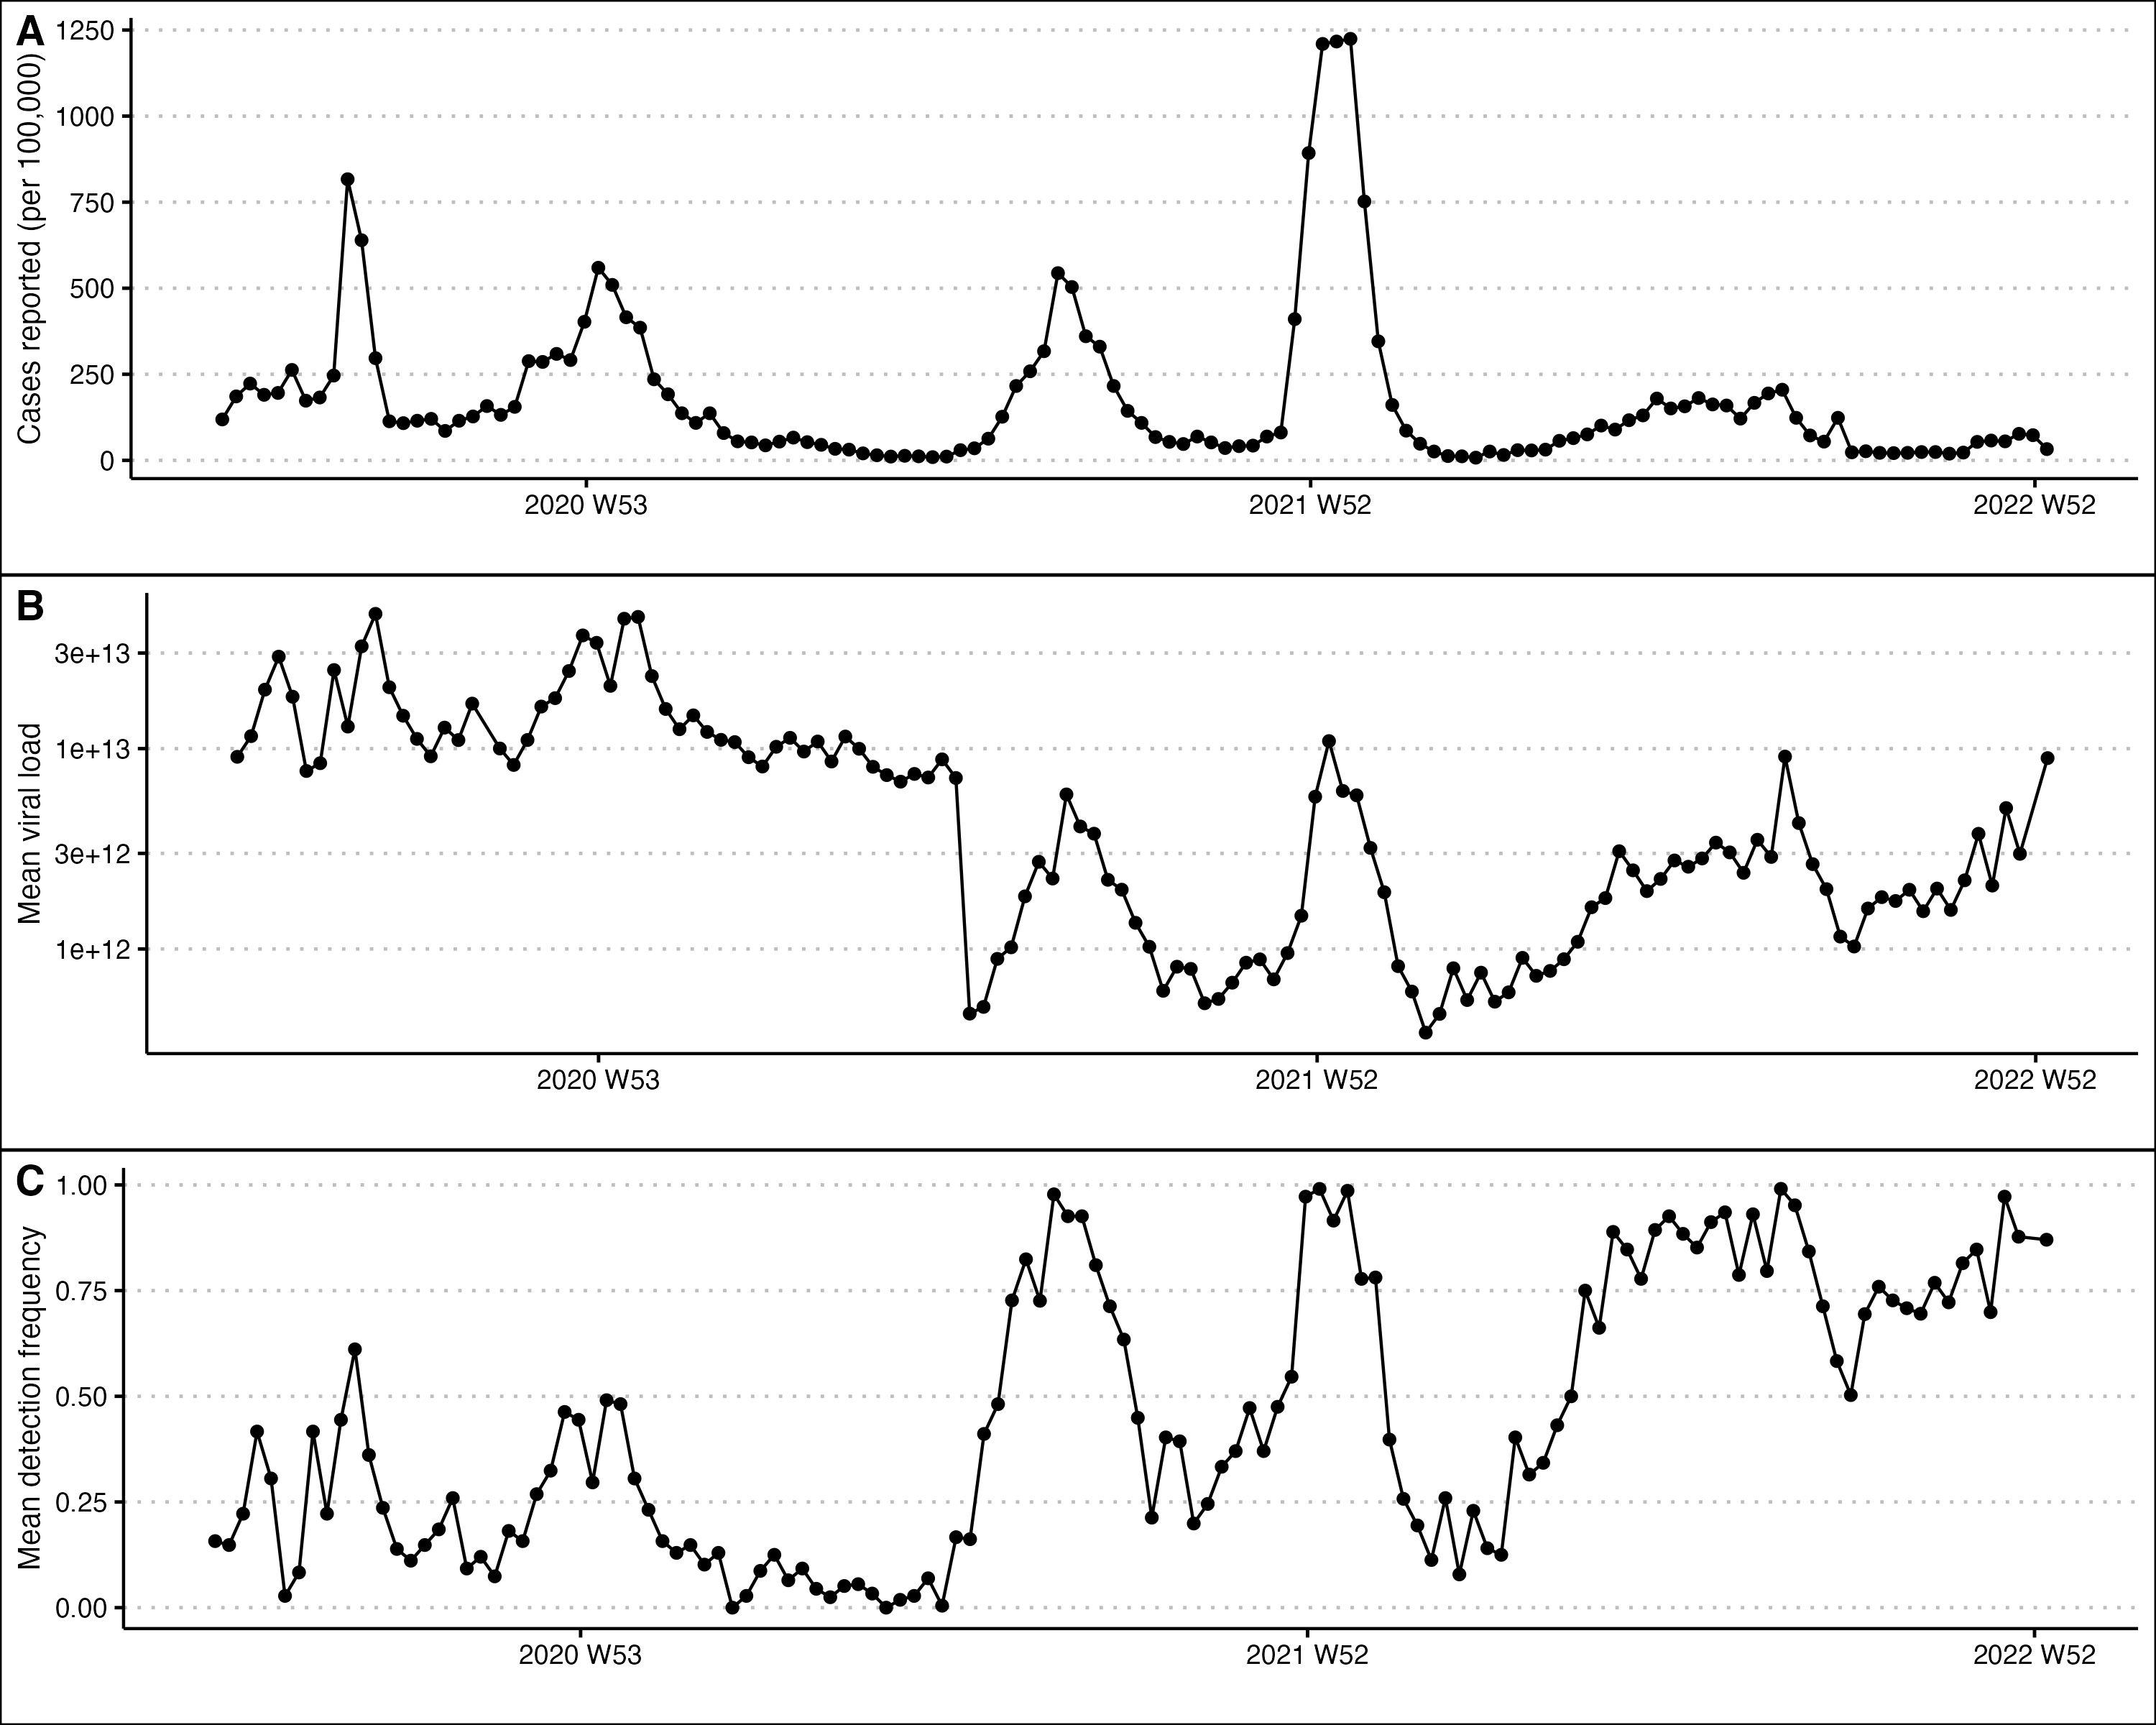 A
Cases reported (per 100,000)
1250
1000
750
500
250
0
2020 W53 2021 W52 2022 W52
B
Mean viral load
3e+13
1e+13
3e+12
1e+12
2020 W53 2021 W52 2022 W52
C
Mean detection frequency
1.00
0.75
0.50
0.25
0.00
2020 W53 2021 W52 2022 W52